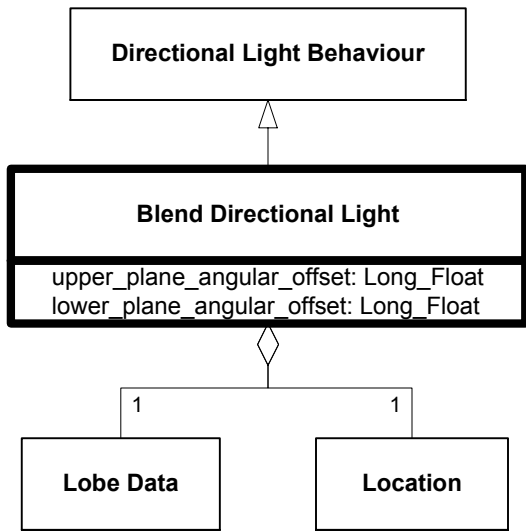 Directional Light Behaviour
Blend Directional Light
upper_plane_angular_offset: Long_Float
lower_plane_angular_offset: Long_Float
1 1
Lobe Data Location